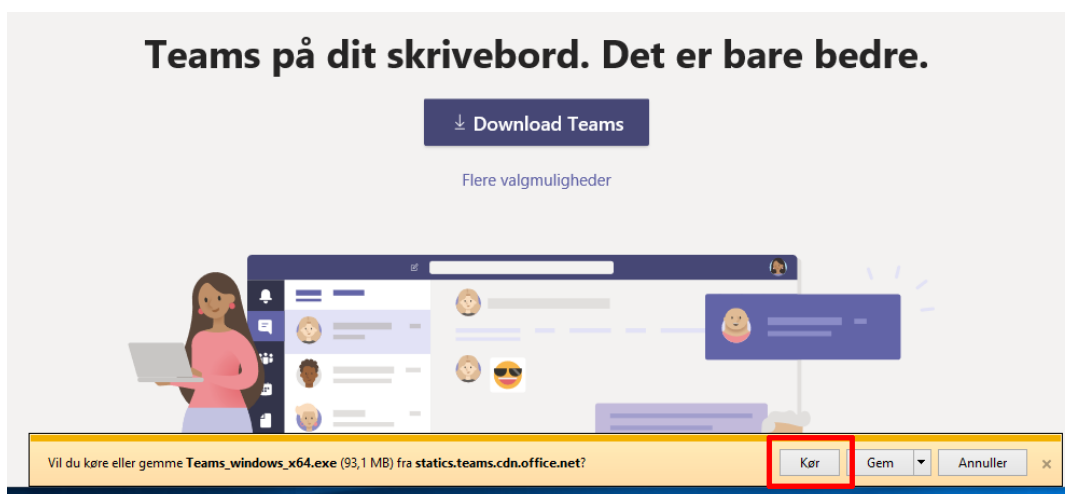 Teams på dit skrivebord. Det er bare bedre.
Download Teams
Flere valgmuligheder
Vil du køre eller gemme Teams_windows_x64.exe (93,1 MB) fra statics.teams.cdn.office.net? Kør Gem Annuller